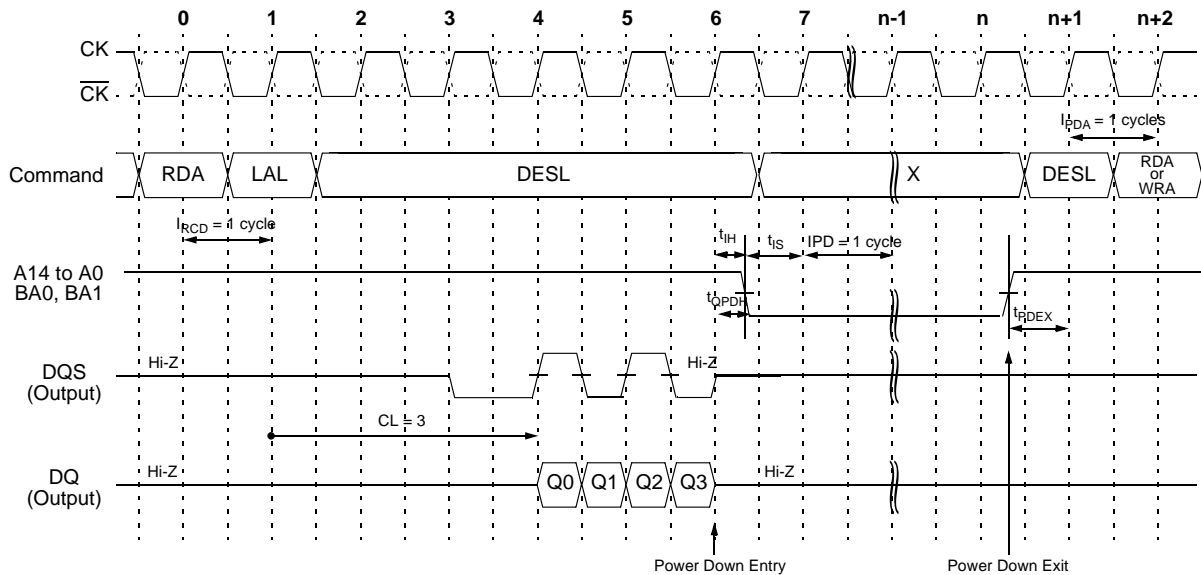 0 1 2 3 4 5 6 7 n-1 n n+1 n+2
CK
CK
IPDA = 1 cycles
Command RDA LAL DESL X DESL RDA or WRA
IRCD = 1 cycle
tIH tIS IPD = 1 cycle
A14 to A0
BA0, BA1
tQPDH
tPDEX
DQS
(Output)
Hi-Z Hi-Z
CL = 3
DQ
(Output)
Hi-Z Q0 Q1 Q2 Q3 Hi-Z
Power Down Entry Power Down Exit